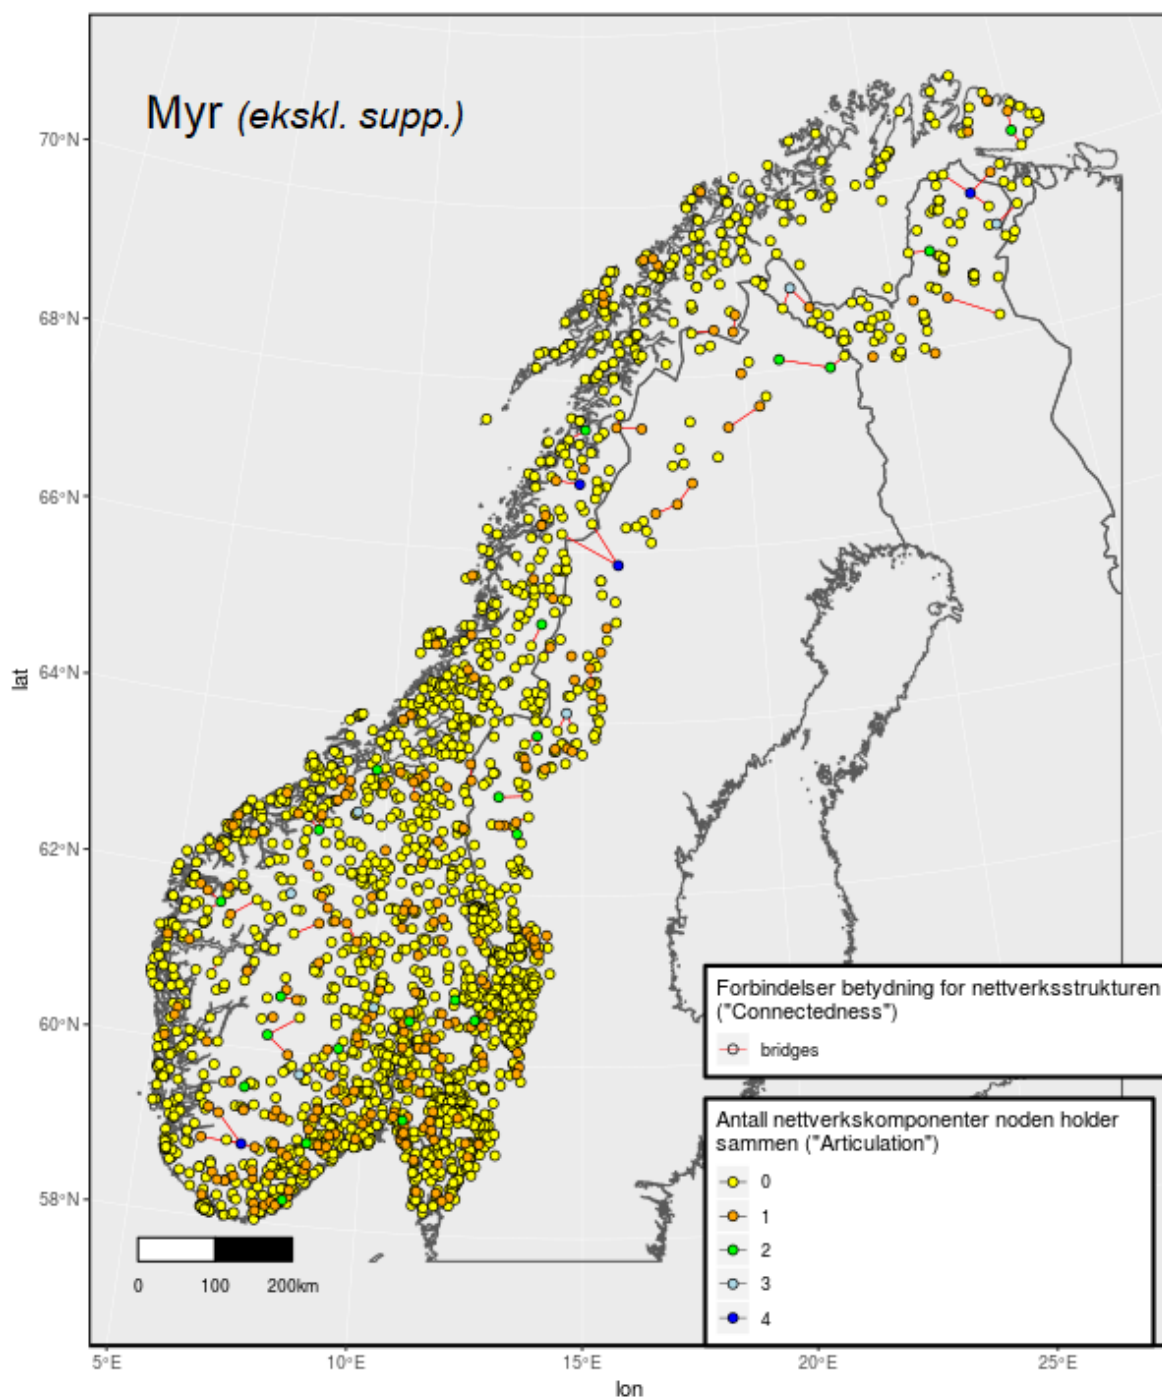 Myr (ekskl. supp.)
70°N
68°N
66°N
64°N
62°N
60°N
58°N
lat
Forbindelser betydning for nettverksstrukturen
("Connectedness")
bridges
Antall nettverkskomponenter noden holder
sammen ("Articulation")
0
1
2
3
4
0 100 200km
5°E 10°E 15°E 20°E 25°E
lon